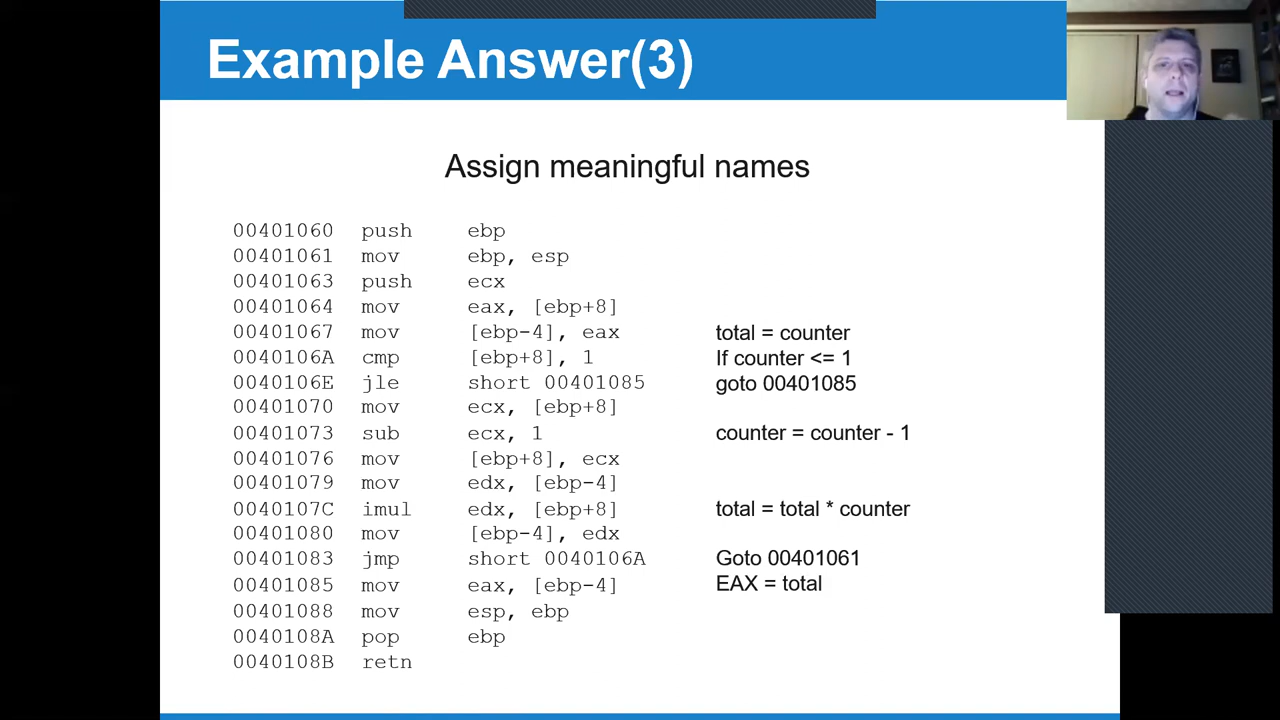 Example Answer(3)
Assign meaningful names
00401060 push ebp
00401061 mov ebp, esp
00401063 push ecx
00401064 mov eax, [ebp+8]
00401067 mov [ebp-4], eax total = counter
0040106A cmp [ebp+8], 1 If counter <= 1
0040106E jle short 00401085 goto 00401085
00401070 mov ecx, [ebp+8]
00401073 sub ecx, 1 counter = counter - 1
00401076 mov [ebp+8], ecx
00401079 mov edx, [ebp-4]
0040107C imul edx, [ebp+8] total = total * counter
00401080 mov [ebp-4], edx
00401083 jmp short 0040106A Goto 00401061
00401085 mov eax, [ebp-4] EAX = total
00401088 mov esp, ebp
0040108A pop ebp
0040108B retn